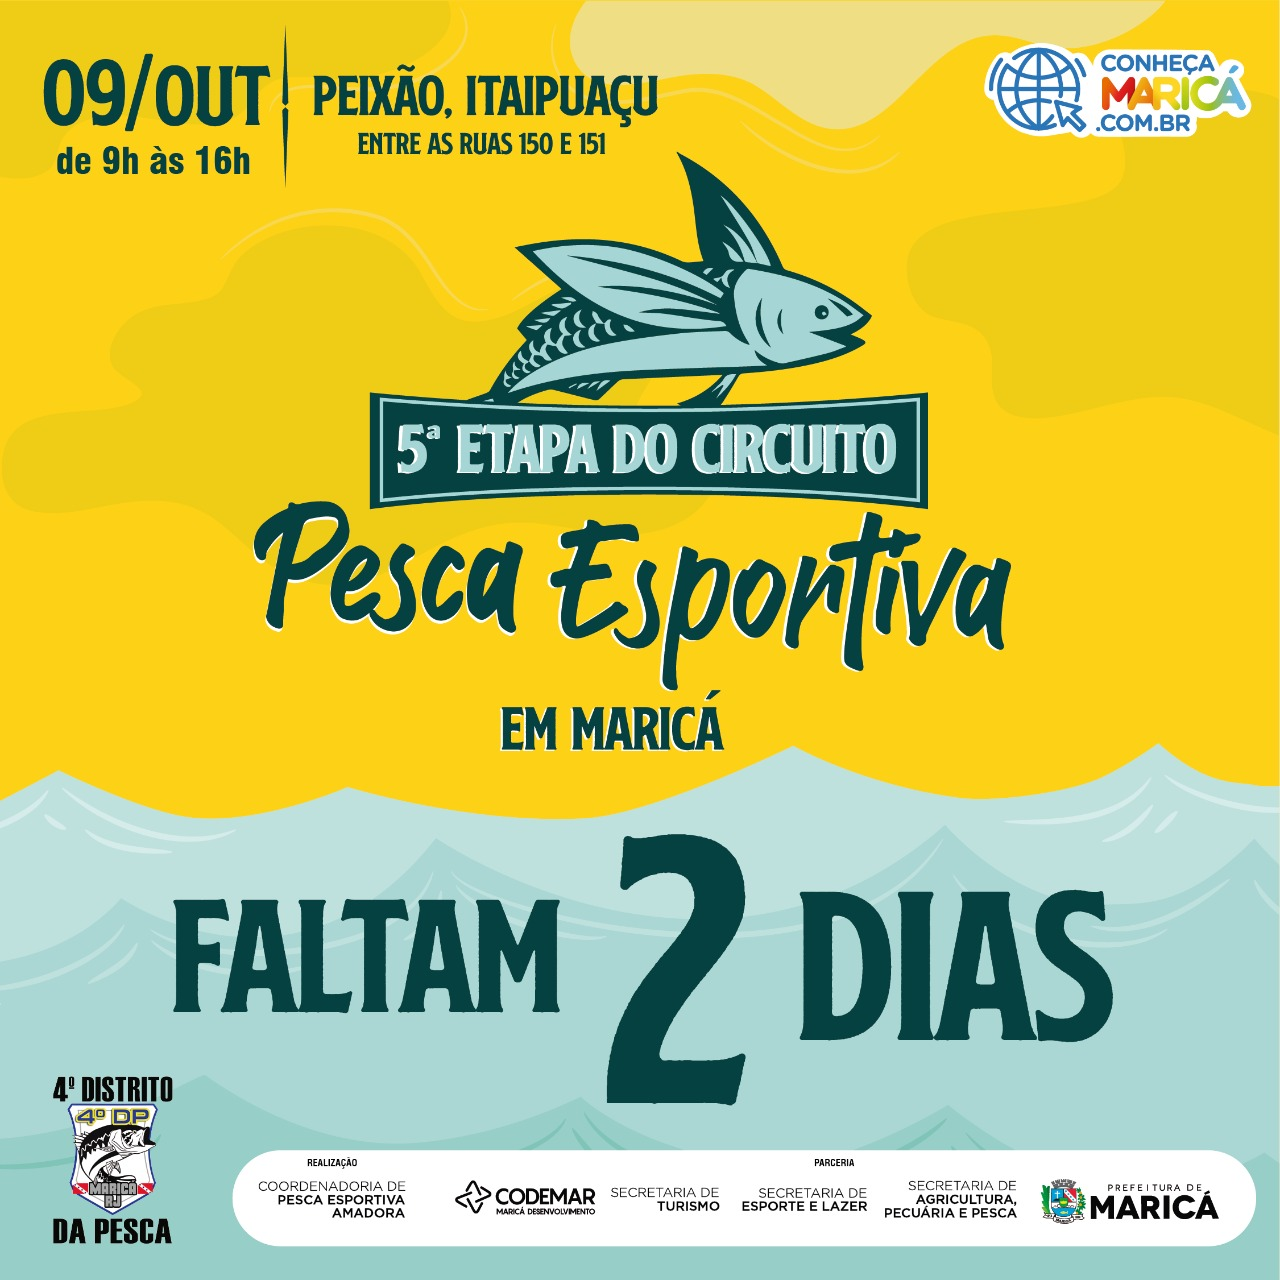 09/OUT
de 9h às 16h
PEIXÃO, ITAIPUAÇU
ENTRE AS RUAS 150 E 151
CONHEÇA
MARICÁ
.COM.BR
5ª ETAPA DO CIRCUITO
Pesca Esportiva
EM MARICÁ
FALTAM 2 DIAS
4º DISTRITO
4º DP
MARICÁ
RJ
DA PESCA
REALIZAÇÃO
COORDENADORIA DE
PESCA ESPORTIVA
AMADORA
CODEMAR
MARICÁ DESENVOLVIMENTO
PARCERIA
SECRETARIA DE
TURISMO
SECRETARIA DE
ESPORTE E LAZER
SECRETARIA DE
AGRICULTURA,
PECUÁRIA E PESCA
PREFEITURA DE
MARICÁ